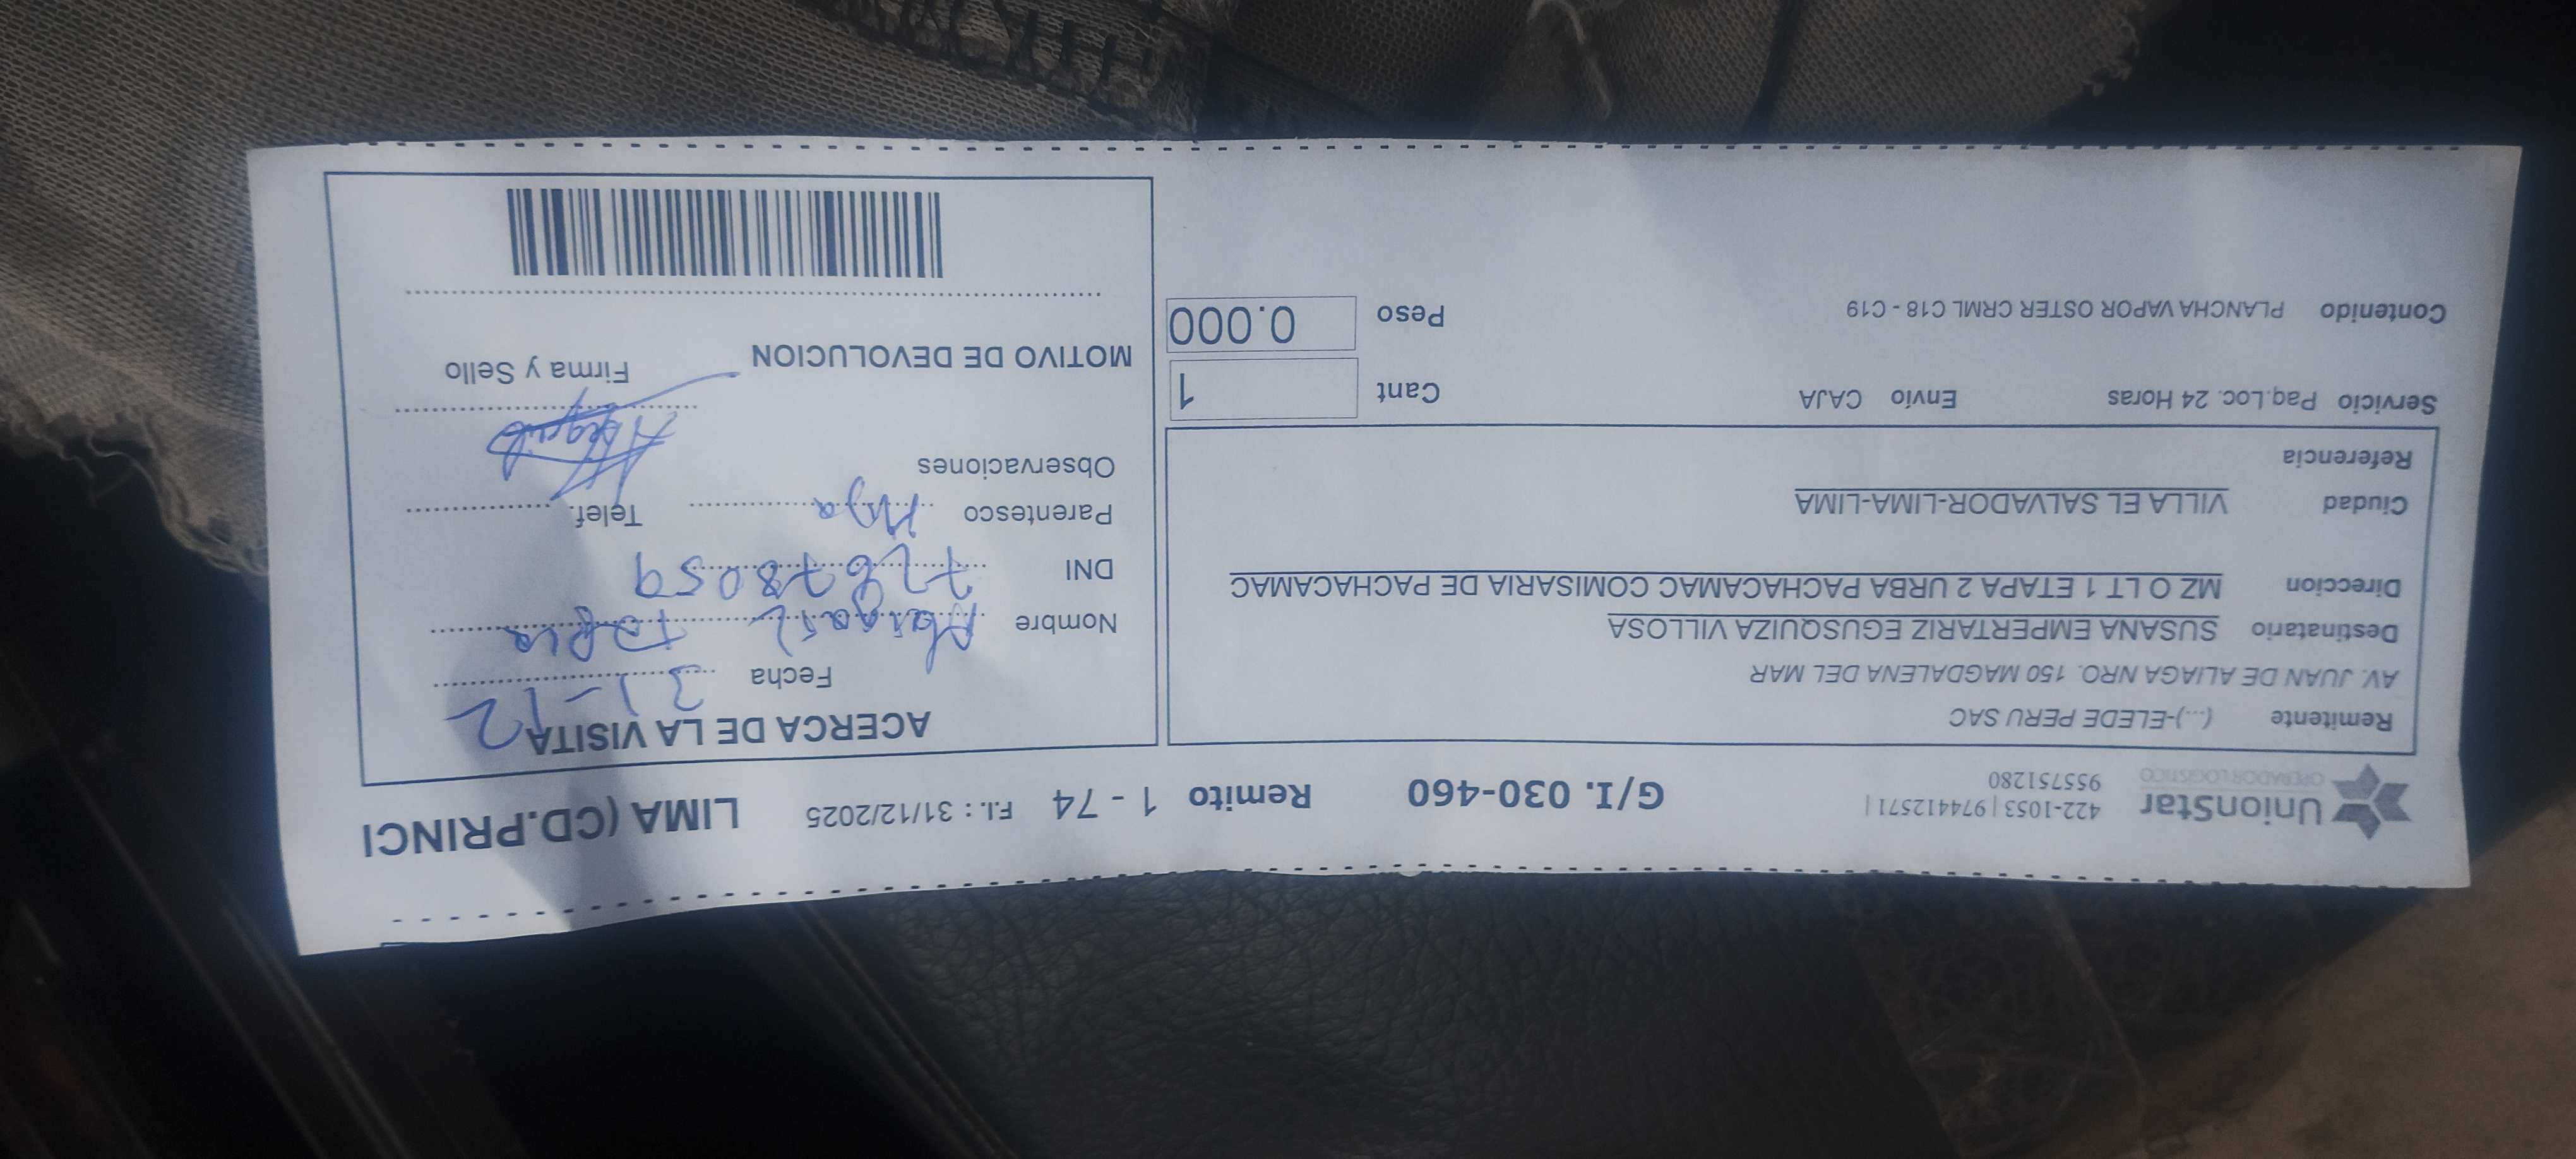 UnionStar
OPERADOR LOGISTICO
422-1053 | 974412571 |
955751280
G/I. 030-460
Remito 1 - 74
F.I. : 31/12/2025
LIMA (CD.PRINCI
Remitente (...)-ELEDE PERU SAC
AV. JUAN DE ALIAGA NRO. 150 MAGDALENA DEL MAR
Destinatario SUSANA EMPERTARIZ EGUSQUIZA VILLOSA
Direccion MZ O LT 1 ETAPA 2 URBA PACHACAMAC COMISARIA DE PACHACAMAC
Ciudad VILLA EL SALVADOR-LIMA-LIMA
Referencia
Servicio Paq.Loc. 24 Horas Envío CAJA
Cant 1
Contenido PLANCHA VAPOR OSTER CRML C18 - C19
Peso 0.000
ACERCA DE LA VISITA
Fecha 31-12
Nombre Abigail Tapia
DNI 72678059
Parentesco Hija Telef.
Observaciones
Firma y Sello
MOTIVO DE DEVOLUCION